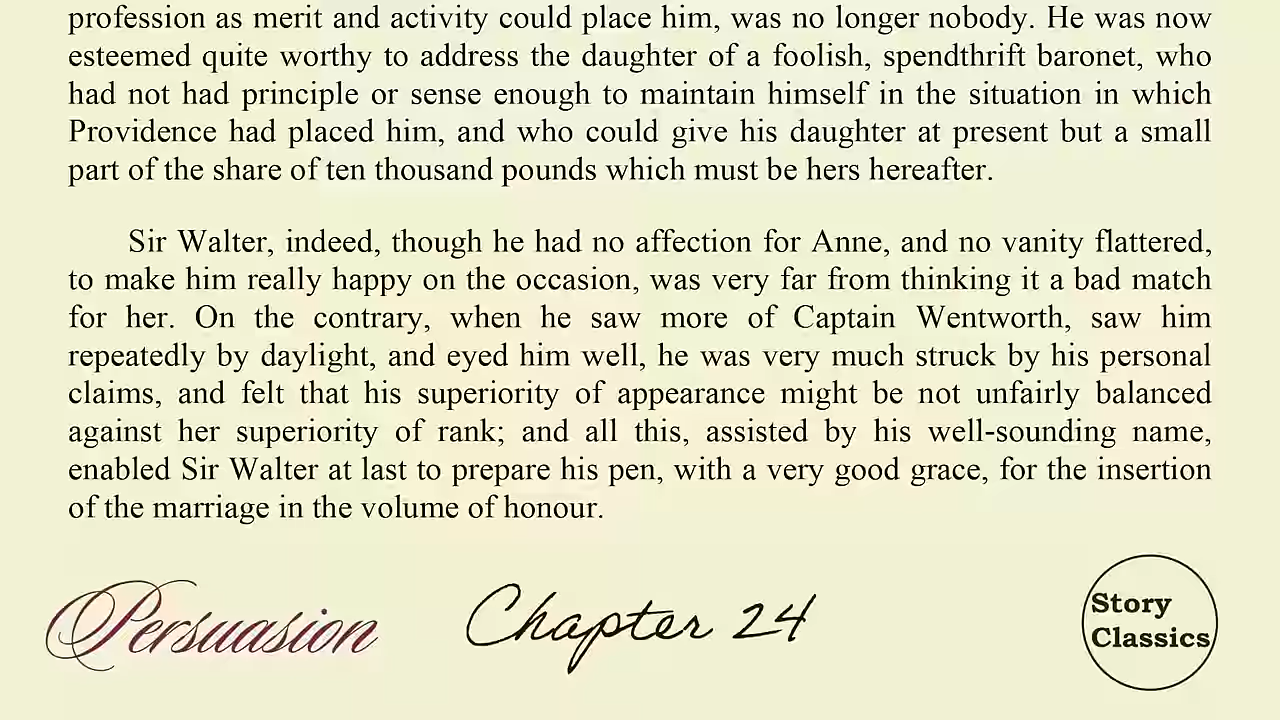 profession as merit and activity could place him, was no longer nobody. He was now
esteemed quite worthy to address the daughter of a foolish, spendthrift baronet, who
had not had principle or sense enough to maintain himself in the situation in which
Providence had placed him, and who could give his daughter at present but a small
part of the share of ten thousand pounds which must be hers hereafter.
Sir Walter, indeed, though he had no affection for Anne, and no vanity flattered,
to make him really happy on the occasion, was very far from thinking it a bad match
for her. On the contrary, when he saw more of Captain Wentworth, saw him
repeatedly by daylight, and eyed him well, he was very much struck by his personal
claims, and felt that his superiority of appearance might be not unfairly balanced
against her superiority of rank; and all this, assisted by his well-sounding name,
enabled Sir Walter at last to prepare his pen, with a very good grace, for the insertion
of the marriage in the volume of honour.
Persuasion
Chapter 24
Story
Classics